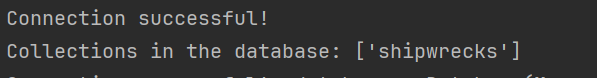 Connection successful!
Collections in the database: ['shipwrecks']